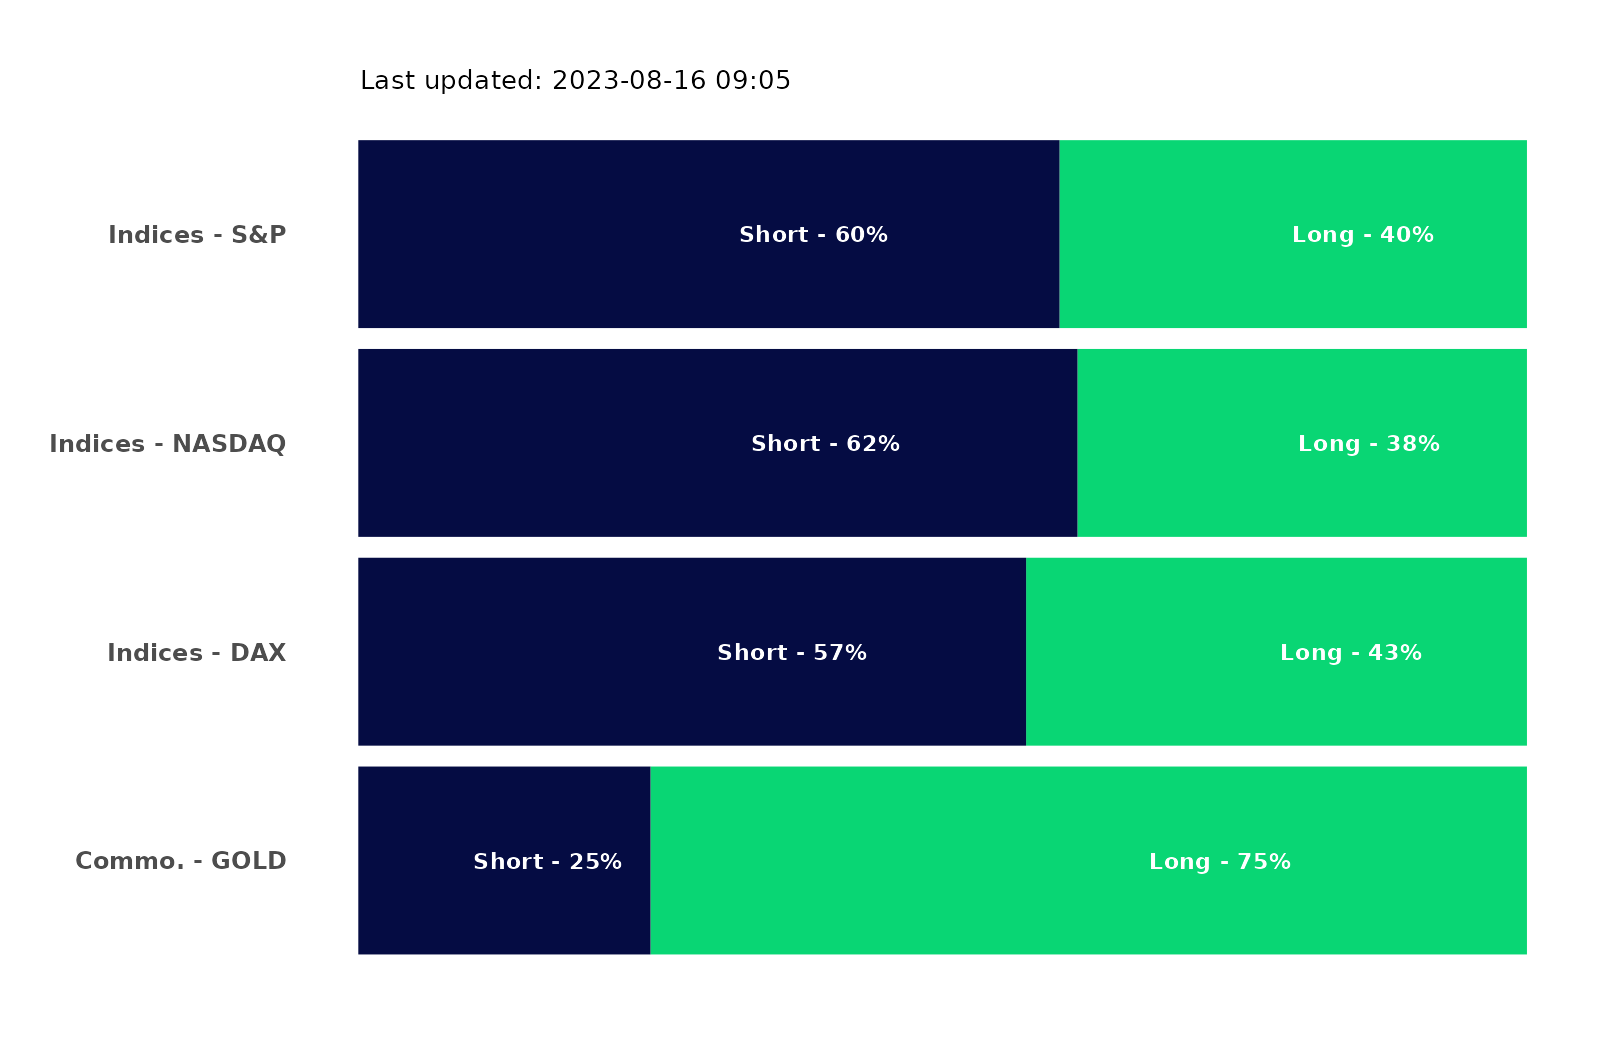 Last updated: 2023-08-16 09:05
Indices - S&P
Short - 60%
Long - 40%
Indices - NASDAQ
Short - 62%
Long - 38%
Indices - DAX
Short - 57%
Long - 43%
Commo. - GOLD
Short - 25%
Long - 75%